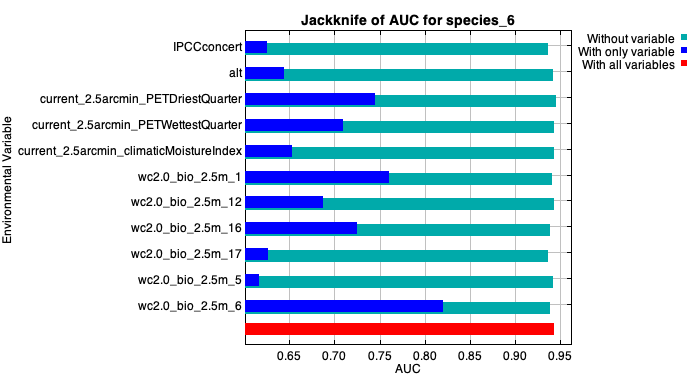 Jackknife of AUC for species_6
Without variable
With only variable
With all variables
Environmental Variable
IPCCconcert
alt
current_2.5arcmin_PETDriestQuarter
current_2.5arcmin_PETWettestQuarter
current_2.5arcmin_climaticMoistureIndex
wc2.0_bio_2.5m_1
wc2.0_bio_2.5m_12
wc2.0_bio_2.5m_16
wc2.0_bio_2.5m_17
wc2.0_bio_2.5m_5
wc2.0_bio_2.5m_6
0.65 0.70 0.75 0.80 0.85 0.90 0.95
AUC